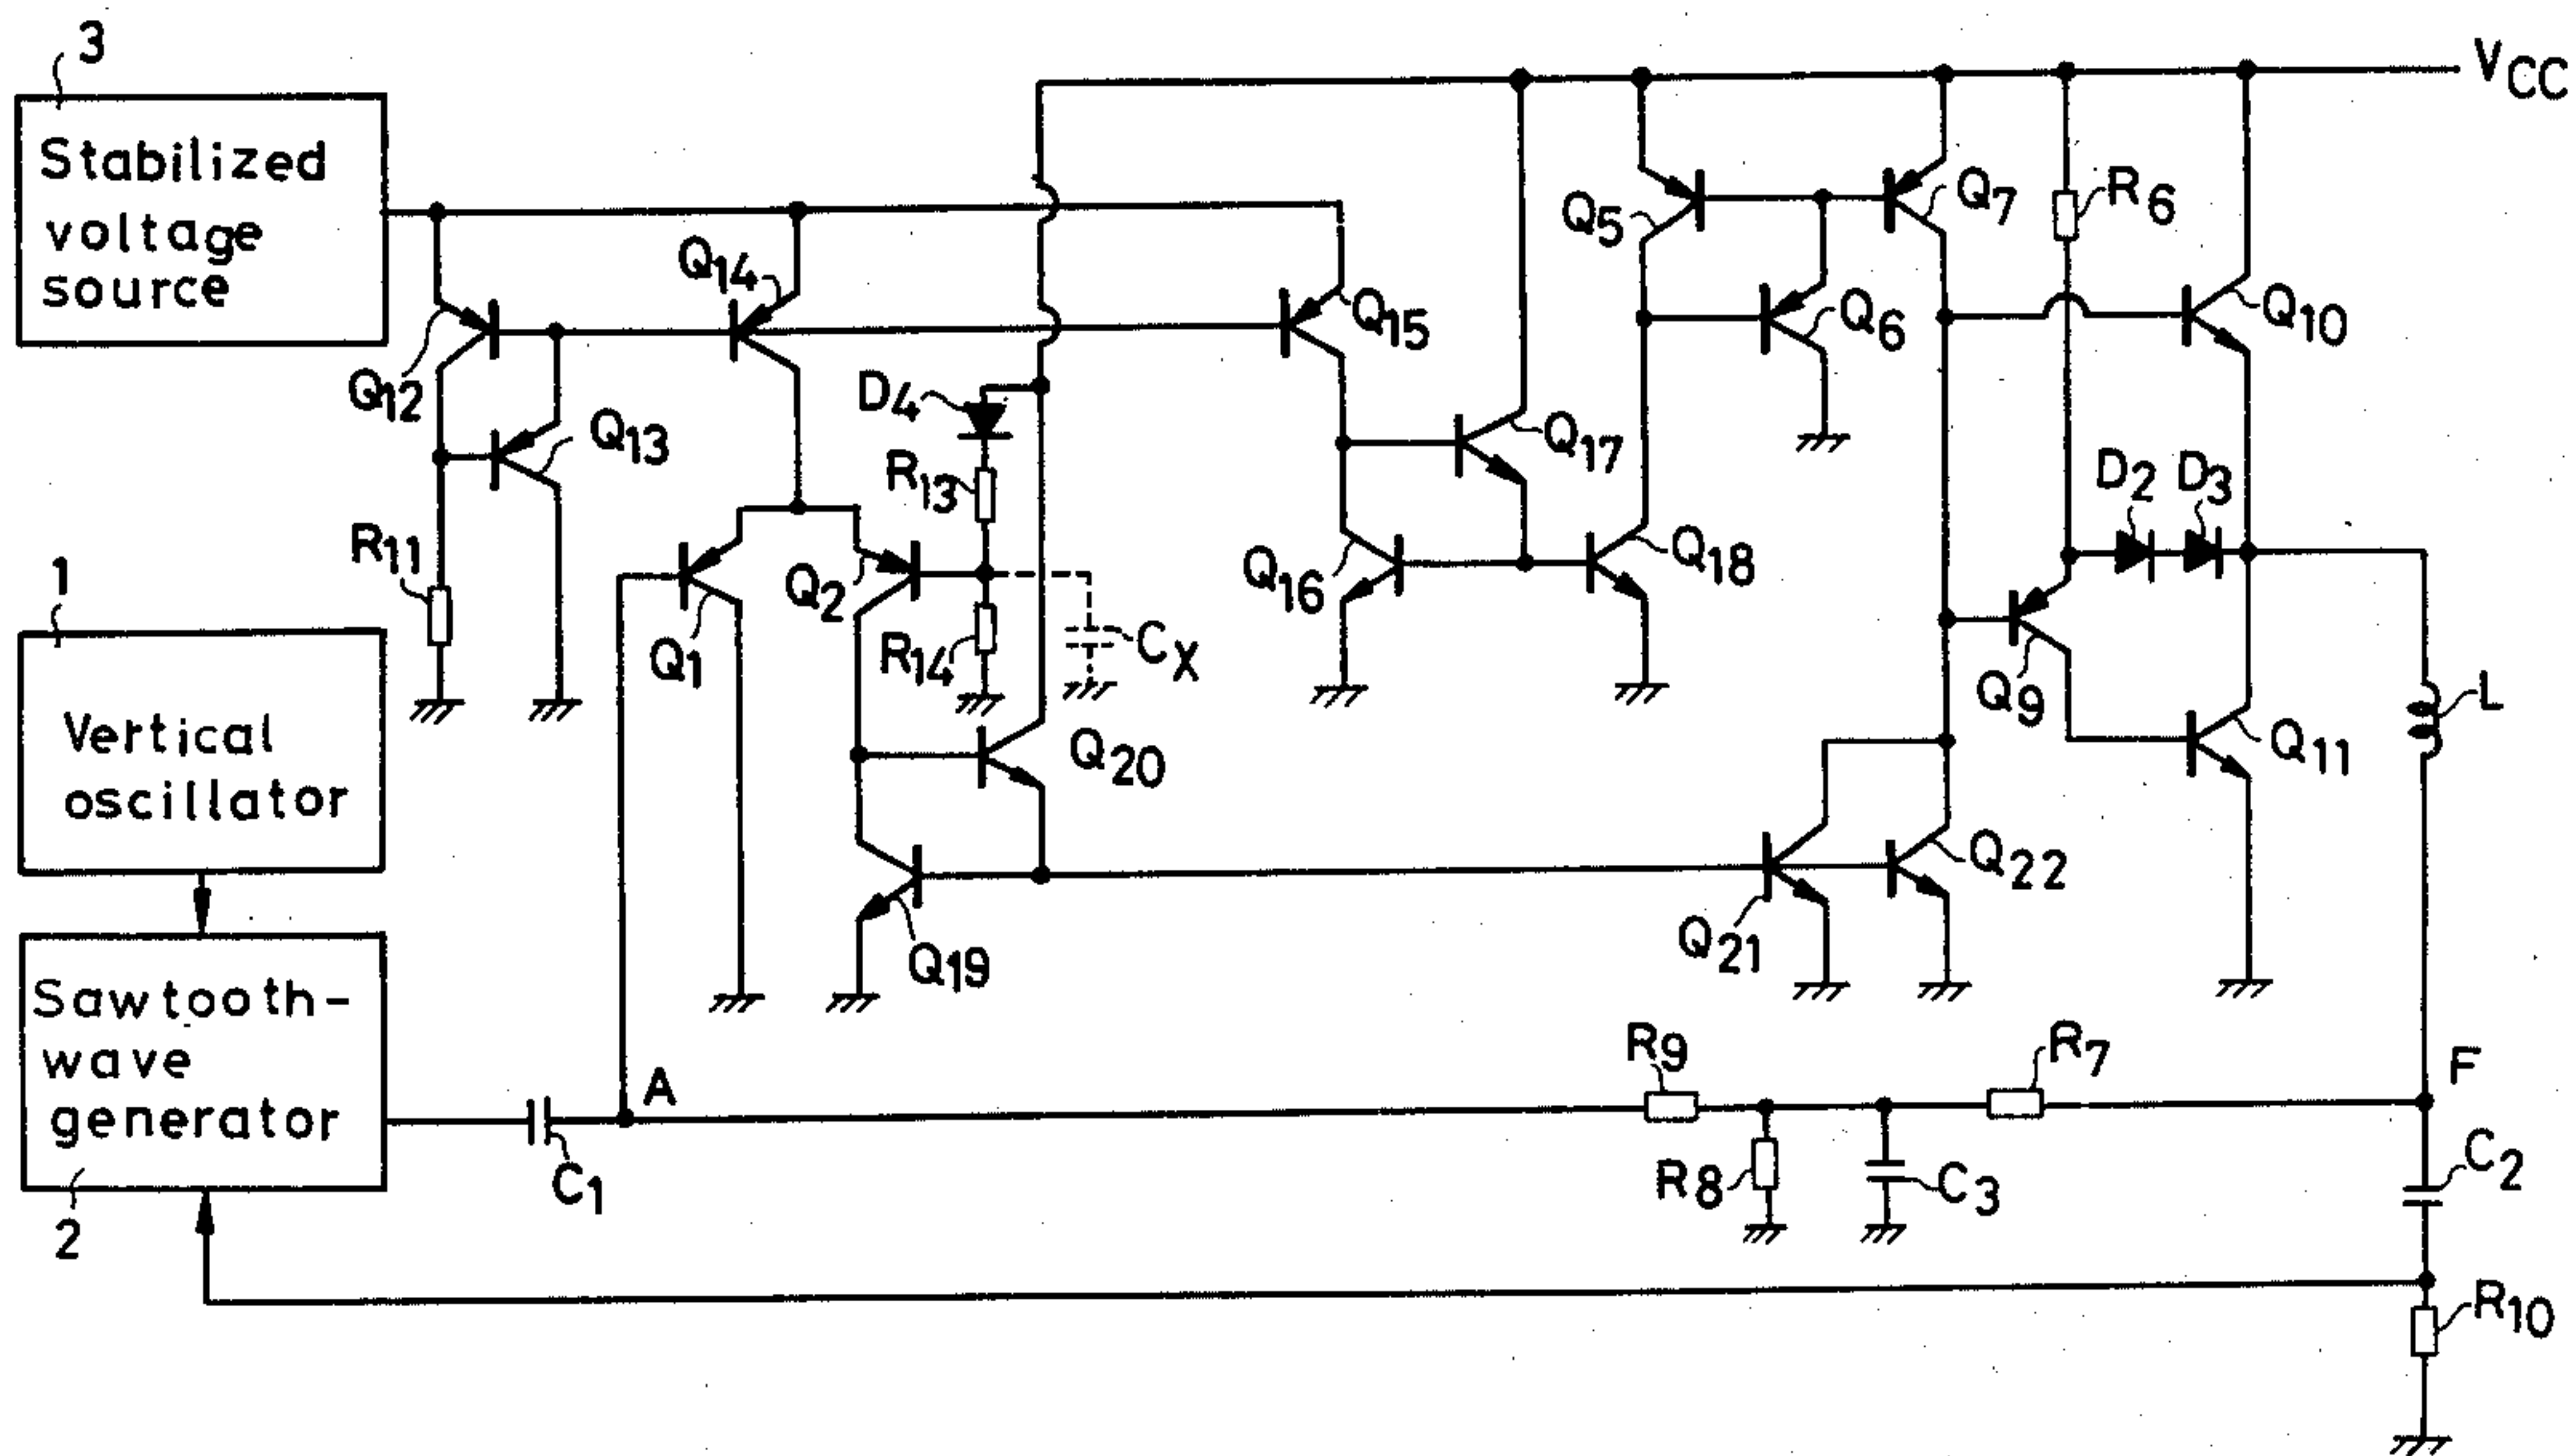 3
Stabilized
voltage
source
VCC
Q12
Q13
R11
Q14
Q1
Q2
D4
R13
R14
CX
Q20
Q19
Q15
Q16
Q17
Q18
Q5
Q6
Q7
R6
Q10
D2
D3
Q9
Q11
L
Q21
Q22
1
Vertical
oscillator
Sawtooth-
wave
generator
2
C1
A
R9
R8
C3
R7
F
C2
R10